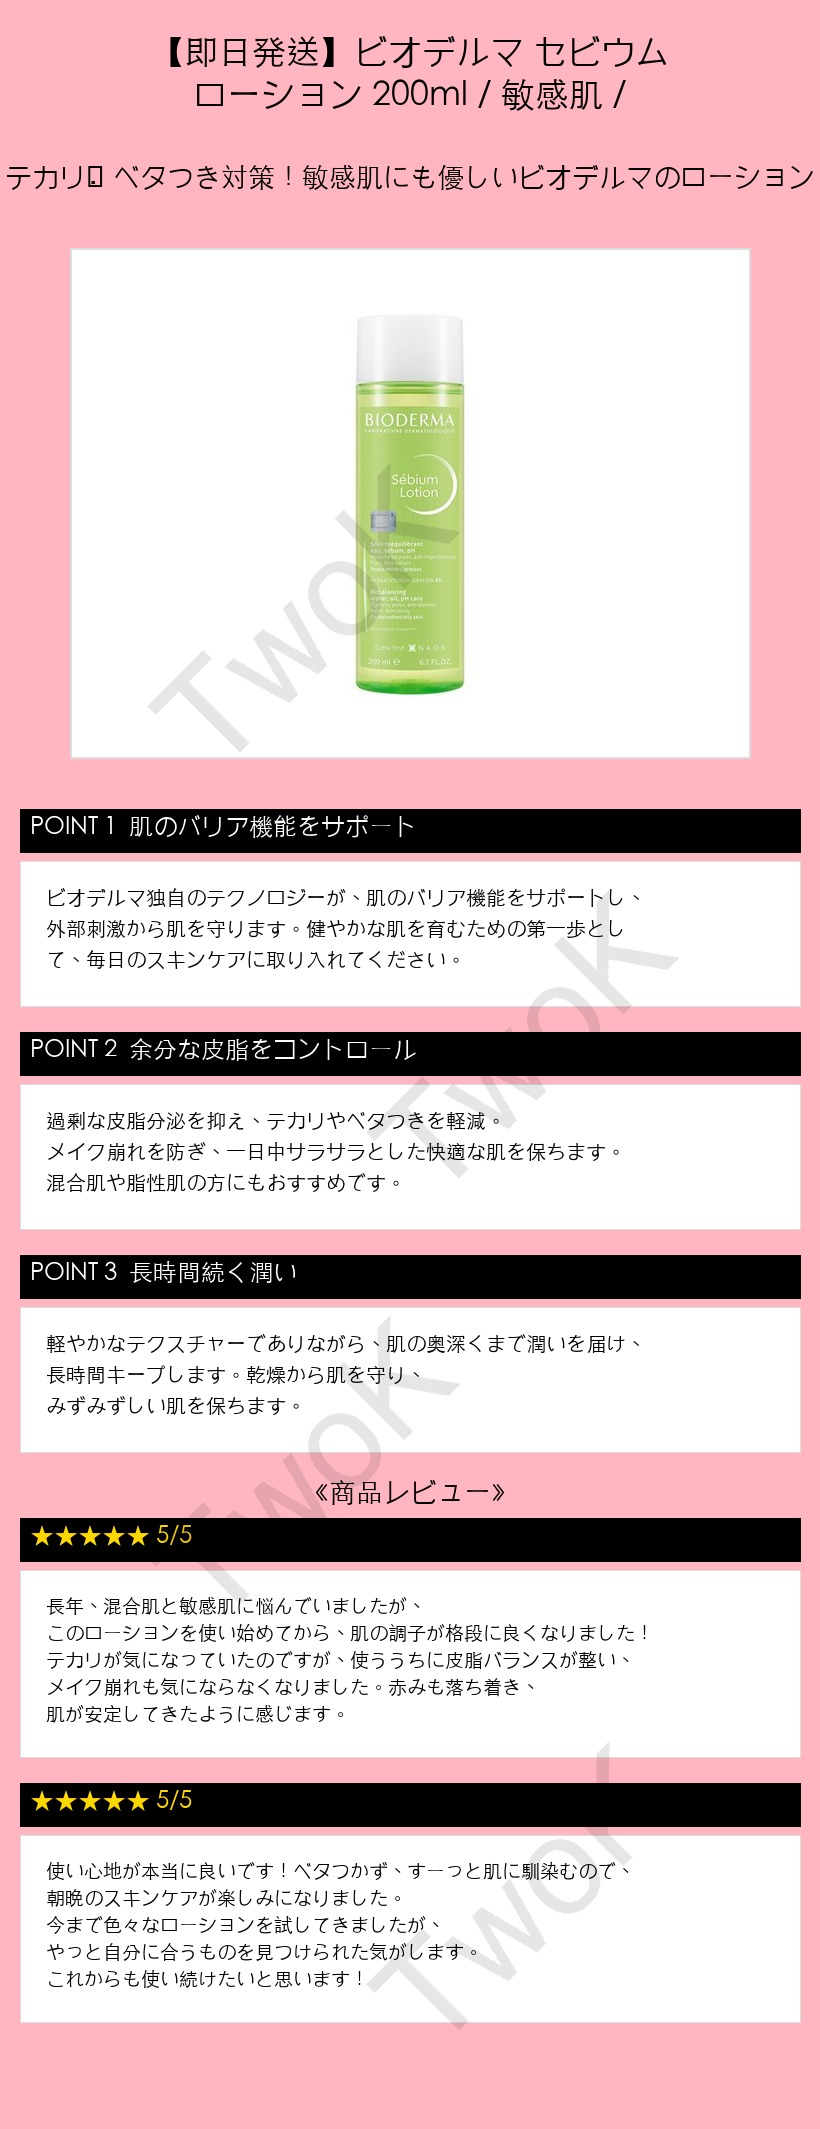 【即日発送】ビオデルマ セビウム
ローション 200ml / 敏感肌 /
テカリ ベタつき対策！敏感肌にも優しいビオデルマのローション
BIODERMA
LABORATOIRE DERMATOLOGIQUE
Sébium
Lotion
Soin rééquilibrant
eau, sébum, pH
Peaux mixtes/grasses
HYDRATATION/HYDRATION 8h
Rebalancing
water, oil, pH care
Tightens pores, anti-blemish
Combination/oily skin
Care first NAOS
200 ml e 6.7 FL.OZ.
TwoK
POINT 1 肌のバリア機能をサポート
ビオデルマ独自のテクノロジーが、肌のバリア機能をサポートし、
外部刺激から肌を守ります。健やかな肌を育むための第一歩とし
て、毎日のスキンケアに取り入れてください。
TwoK
POINT 2 余分な皮脂をコントロール
過剰な皮脂分泌を抑え、テカリやベタつきを軽減。
メイク崩れを防ぎ、一日中サラサラとした快適な肌を保ちます。
混合肌や脂性肌の方にもおすすめです。
POINT 3 長時間続く潤い
軽やかなテクスチャーでありながら、肌の奥深くまで潤いを届け、
長時間キープします。乾燥から肌を守り、
みずみずしい肌を保ちます。
TwoK
《商品レビュー》
★★★★★ 5/5
長年、混合肌と敏感肌に悩んでいましたが、
このローションを使い始めてから、肌の調子が格段に良くなりました！
テカリが気になっていたのですが、使ううちに皮脂バランスが整い、
メイク崩れも気にならなくなりました。赤みも落ち着き、
肌が安定してきたように感じます。
★★★★★ 5/5
使い心地が本当に良いです！ベタつかず、すーっと肌に馴染むので、
朝晩のスキンケアが楽しみになりました。
今まで色々なローションを試してきましたが、
やっと自分に合うものを見つけられた気がします。
これからも使い続けたいと思います！
TwoK